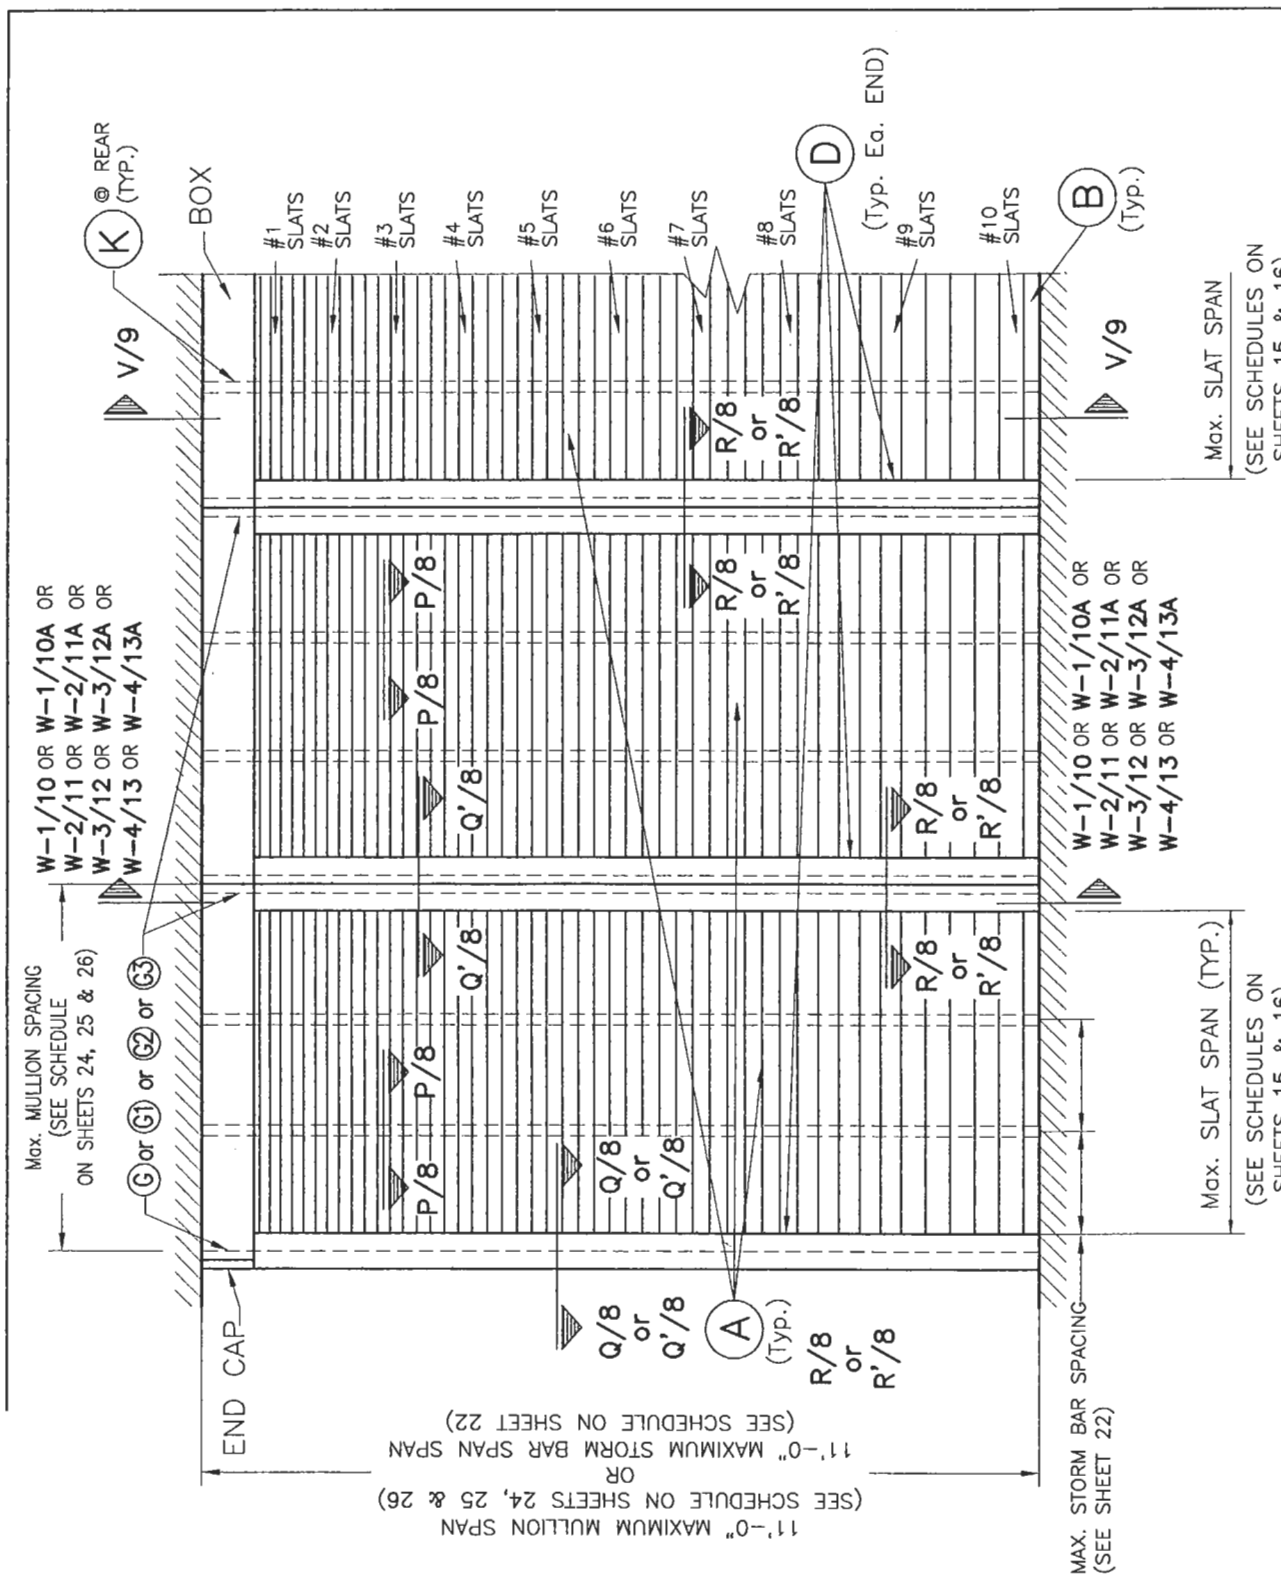 Max. MULLION SPACING
(SEE SCHEDULE
ON SHEETS 24, 25 & 26)
G or G1 or G2 or G3
W-1/10 OR W-1/10A OR
W-2/11 OR W-2/11A OR
W-3/12 OR W-3/12A OR
W-4/13 OR W-4/13A
V/9
K @ REAR
(TYP.)
BOX
END CAP
#1
SLATS
#2
SLATS
#3
SLATS
#4
SLATS
#5
SLATS
#6
SLATS
#7
SLATS
#8
SLATS
#9
SLATS
#10
SLATS
D
(Typ. Ea. END)
B
(Typ.)
P/8
P/8
P/8
P/8
Q'/8
Q'/8
Q/8
or
Q'/8
Q/8
or
Q'/8
R/8
or
R'/8
R/8
or
R'/8
R/8
or
R'/8
R/8
or
R'/8
A
(Typ.)
R/8
or
R'/8
11'-0" MAXIMUM MULLION SPAN
(SEE SCHEDULE ON SHEETS 24, 25 & 26)
OR
11'-0" MAXIMUM STORM BAR SPAN SPAN
(SEE SCHEDULE ON SHEET 22)
MAX. STORM BAR SPACING
(SEE SHEET 22)
Max. SLAT SPAN (TYP.)
(SEE SCHEDULES ON
SHEETS 15 & 16)
W-1/10 OR W-1/10A OR
W-2/11 OR W-2/11A OR
W-3/12 OR W-3/12A OR
W-4/13 OR W-4/13A
V/9
Max. SLAT SPAN
(SEE SCHEDULES ON
SHEETS 15 & 16)